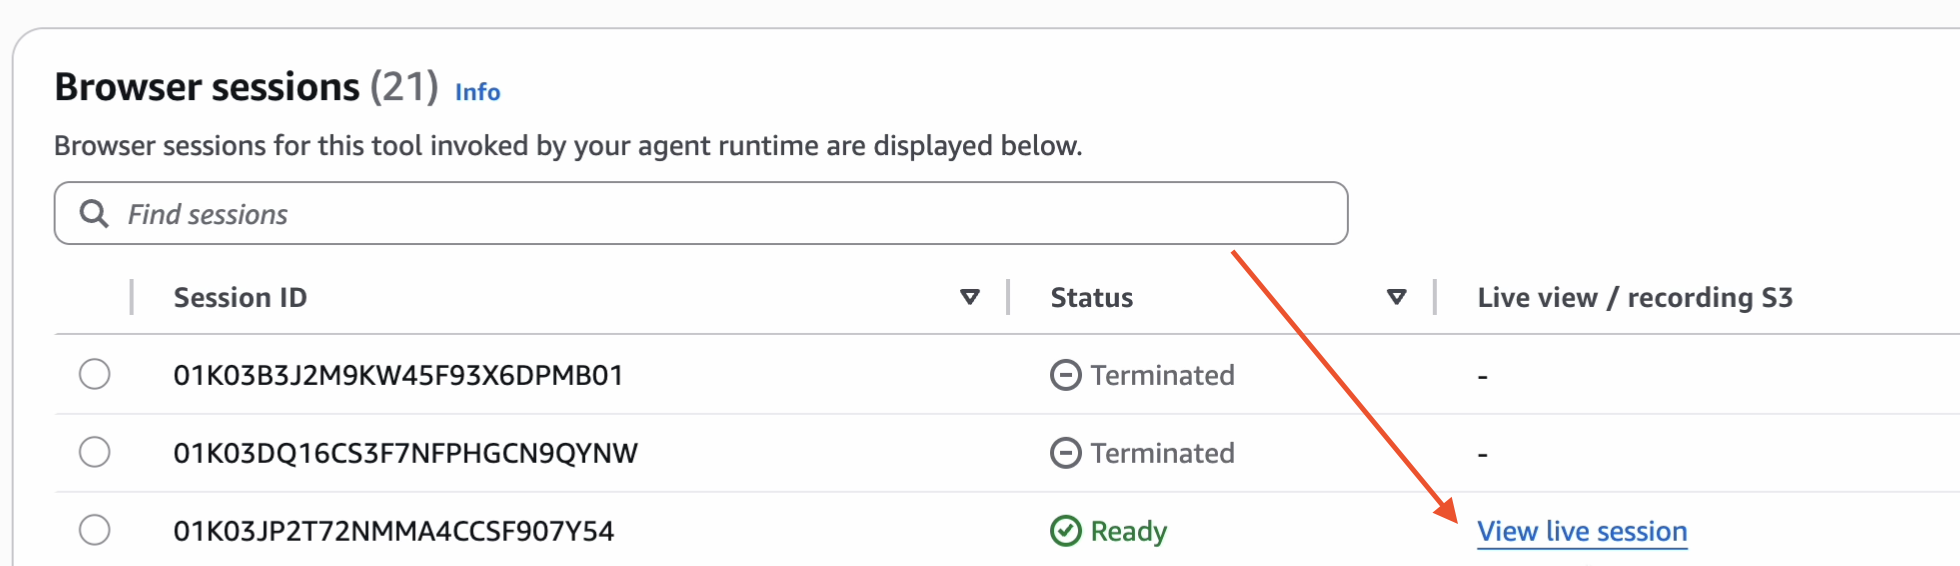 Browser sessions (21) Info
Browser sessions for this tool invoked by your agent runtime are displayed below.
Find sessions
Session ID Status Live view / recording S3
01K03B3J2M9KW45F93X6DPMB01 Terminated -
01K03DQ16CS3F7NFPHGCN9QYNW Terminated -
01K03JP2T72NMMA4CCSF907Y54 Ready View live session